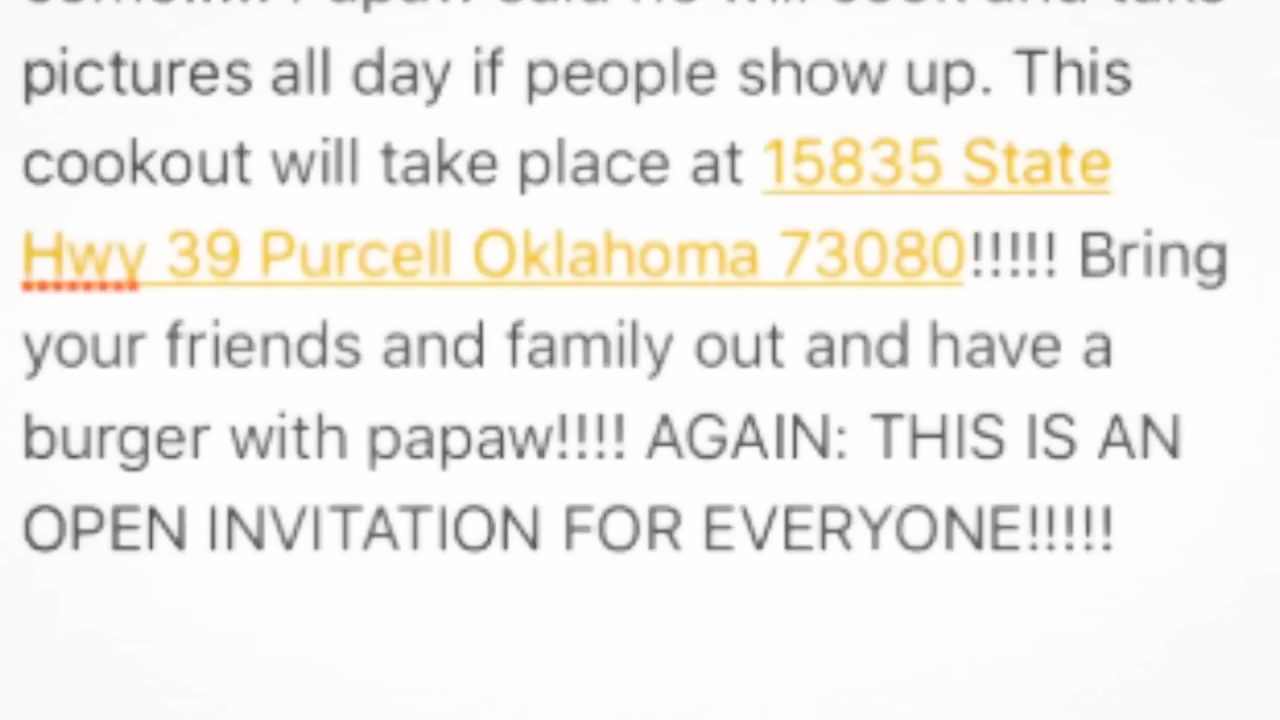 pictures all day if people show up. This
cookout will take place at 15835 State
Hwy 39 Purcell Oklahoma 73080!!!!! Bring
your friends and family out and have a
burger with papaw!!!! AGAIN: THIS IS AN
OPEN INVITATION FOR EVERYONE!!!!!